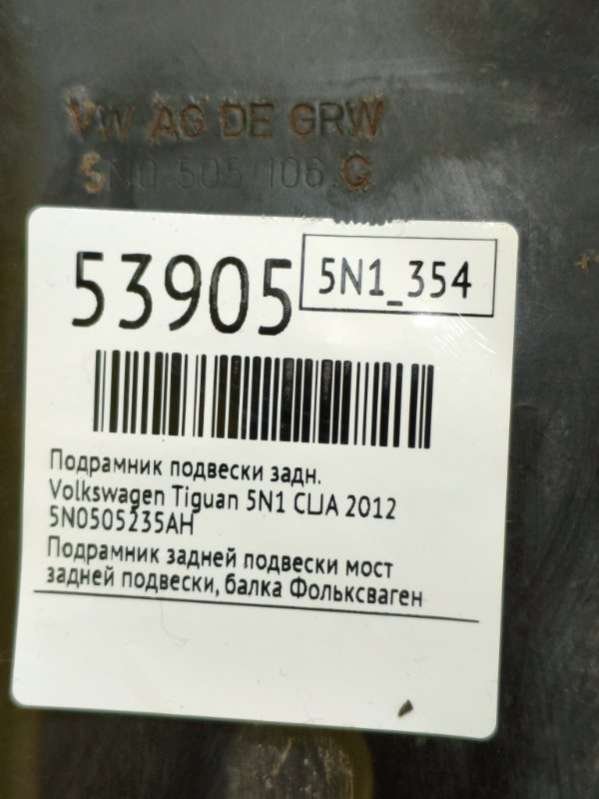 VW AG DE GRW
5N0 505 106 G
53905
5N1_354
Подрамник подвески задн.
Volkswagen Tiguan 5N1 CLJA 2012
5N0505235AH
Подрамник задней подвески мост
задней подвески, балка Фольксваген